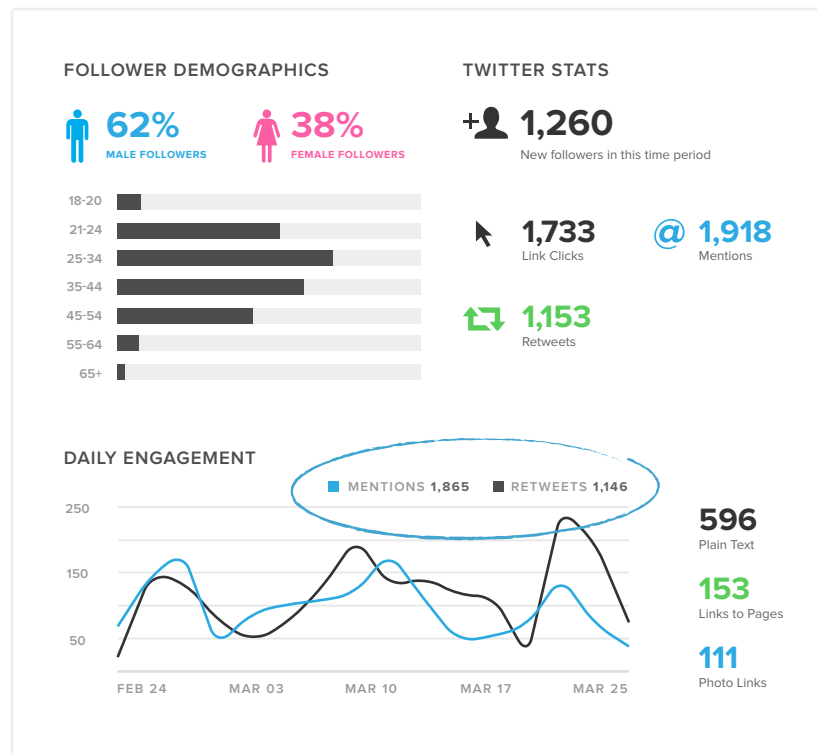 FOLLOWER DEMOGRAPHICS
62%
MALE FOLLOWERS
38%
FEMALE FOLLOWERS
18-20
21-24
25-34
35-44
45-54
55-64
65+
TWITTER STATS
1,260
New followers in this time period
1,733
Link Clicks
@ 1,918
Mentions
1,153
Retweets
DAILY ENGAGEMENT
MENTIONS 1,865 RETWEETS 1,146
250
150
50
FEB 24 MAR 03 MAR 10 MAR 17 MAR 25
596
Plain Text
153
Links to Pages
111
Photo Links